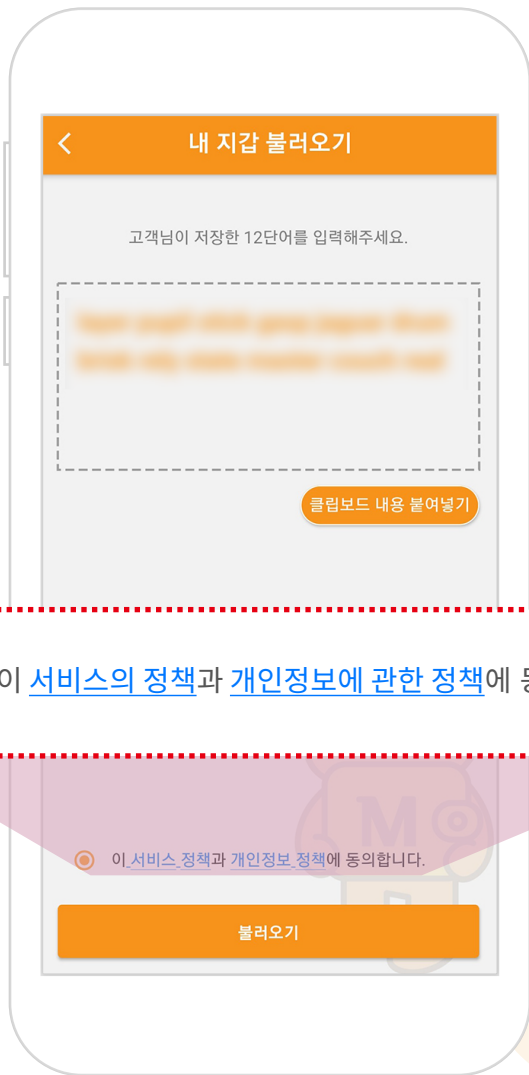 내 지갑 불러오기
고객님이 저장한 12단어를 입력해주세요.
클립보드 내용 붙여넣기
이 서비스의 정책과 개인정보에 관한 정책에
M
이 서비스 정책과 개인정보 정책에 동의합니다.
불러오기